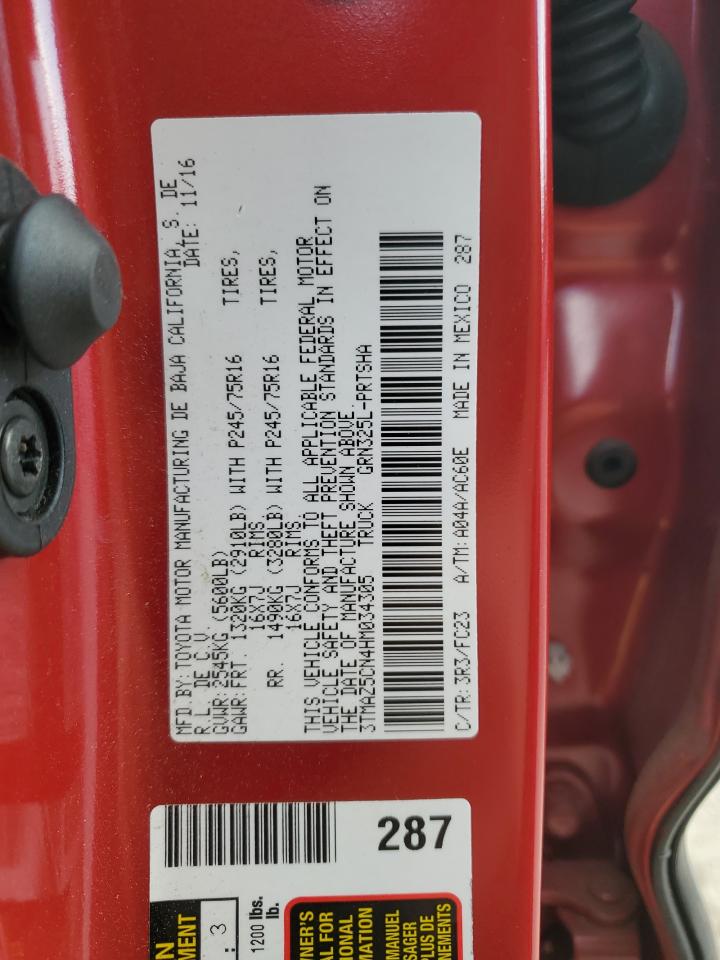 MFD.BY:TOYOTA MOTOR MANUFACTURING DE BAJA CALIFORNIA, S. DE
R.L. DE C.V. DATE: 11/16
GVWR:2545KG (5600LB)
GAWR:FRT. 1320KG (2910LB) WITH P245/75R16 TIRES,
16X7J RIMS
RR. 1490KG (3280LB) WITH P245/75R16 TIRES,
16X7J RIMS
THIS VEHICLE CONFORMS TO ALL APPLICABLE FEDERAL MOTOR
VEHICLE SAFETY AND THEFT PREVENTION STANDARDS IN EFFECT ON
THE DATE OF MANUFACTURE SHOWN ABOVE.
3TMAZ5CN4HM034305 TRUCK GRN325L-PRTSHA
C/TR:3R3/FC23 A/TM:A04A/AC60E MADE IN MEXICO 287
287
: 3
1200 lbs.
lb.